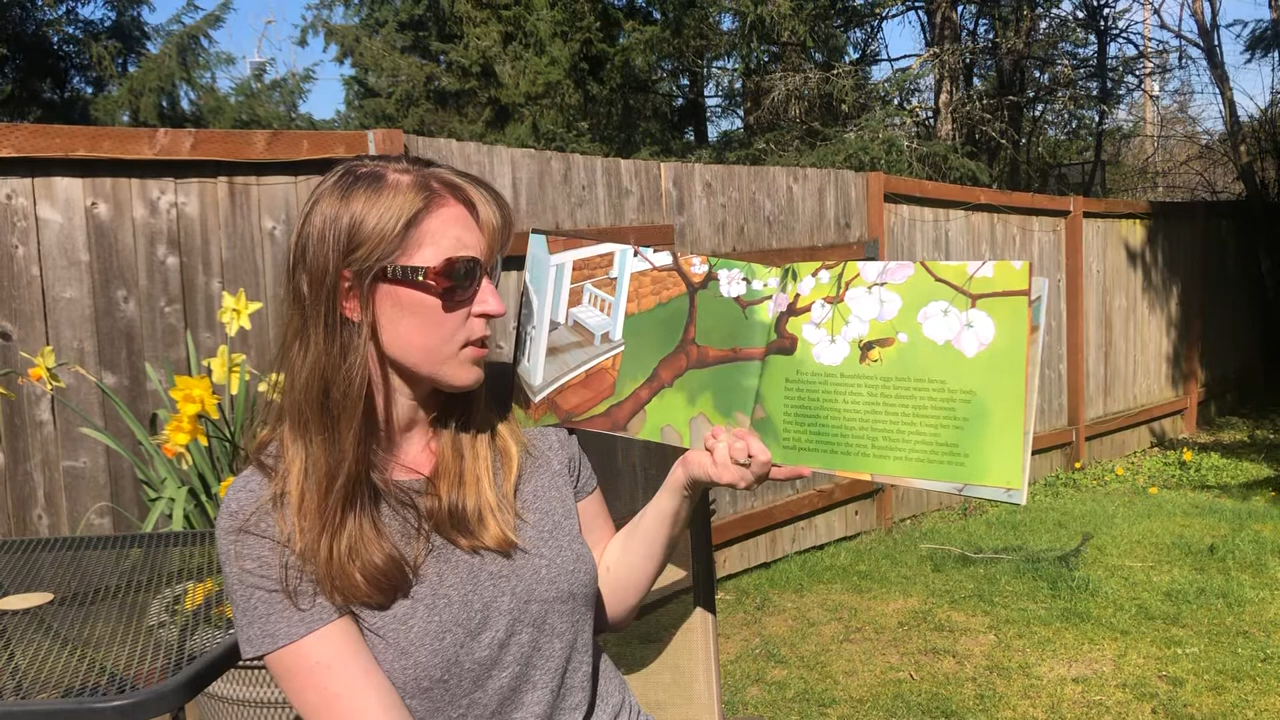 Five days later, Bumblebee's eggs hatch into larvae.
Bumblebee will continue to keep the larvae warm with her body,
but she must also feed them. She flies directly to the apple tree
near the back porch. As she crawls from one apple blossom
to another, collecting nectar, pollen from the blossoms sticks to
the thousands of tiny hairs that cover her body. Using her two
fore legs and two mid legs, she brushes the pollen into
the small baskets on her hind legs. When her pollen baskets
are full, she returns to the nest. Bumblebee places the pollen in
small pockets on the side of the honey pot for the larvae to eat.